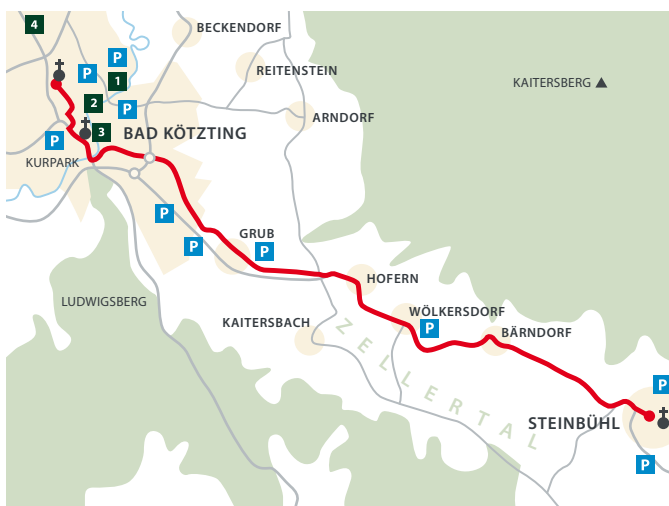 4
BECKENDORF
P
P
REITENSTEIN
1
KAITERSBERG ▲
2
P
ARNDORF
3
BAD KÖTZTING
P
KURPARK
P
GRUB
P
P
HOFERN
LUDWIGSBERG
WÖLKERSDORF
KAITERSBACH
P
BÄRNDORF
ZELLERTAL
P
STEINBÜHL
P